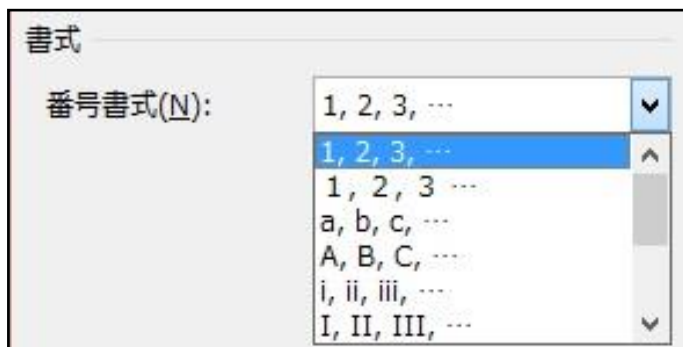 書式
番号書式(N): 1, 2, 3, …
1, 2, 3, …
１, ２, ３ …
a, b, c, …
A, B, C, …
i, ii, iii, …
I, II, III, …